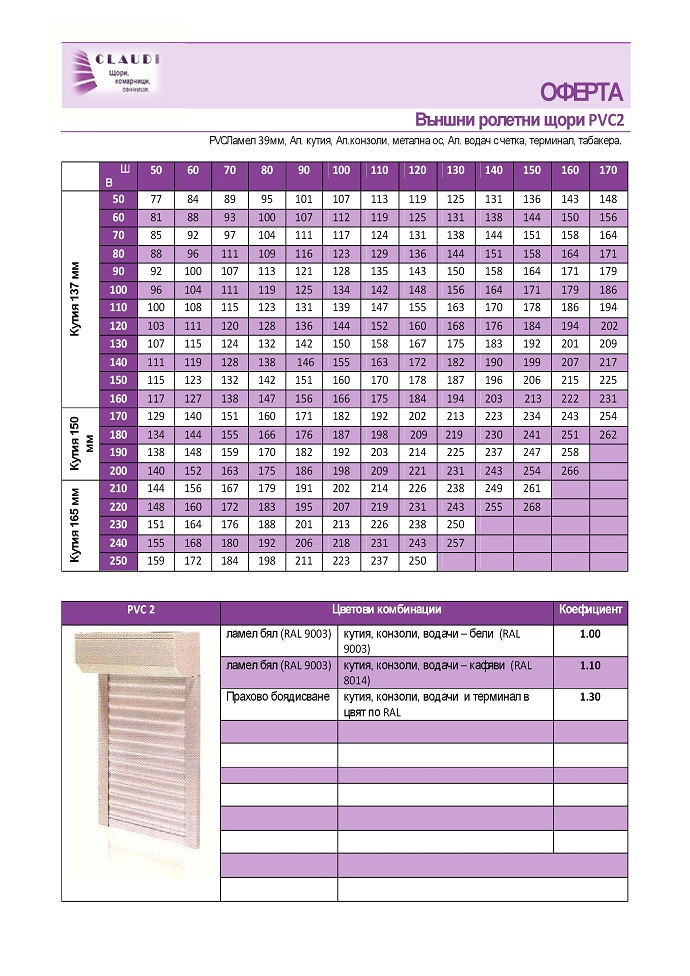 CLAUDI
Щори,
комарници,
сенници.
ОФЕРТА
Външни ролетни щори PVC2
PVCЛамел 39мм, Ал. кутия, Ал.конзоли, метална ос, Ал. водач с четка, терминал, табакера.
Ш 50 60 70 80 90 100 110 120 130 140 150 160 170
В
Кутия 137 мм
50 77 84 89 95 101 107 113 119 125 131 136 143 148
60 81 88 93 100 107 112 119 125 131 138 144 150 156
70 85 92 97 104 111 117 124 131 138 144 151 158 164
80 88 96 111 109 116 123 129 136 144 151 158 164 171
90 92 100 107 113 121 128 135 143 150 158 164 171 179
100 96 104 111 119 125 134 142 148 156 164 171 179 186
110 100 108 115 123 131 139 147 155 163 170 178 186 194
120 103 111 120 128 136 144 152 160 168 176 184 194 202
130 107 115 124 132 142 150 158 167 175 183 192 201 209
140 111 119 128 138 146 155 163 172 182 190 199 207 217
150 115 123 132 142 151 160 170 178 187 196 206 215 225
160 117 127 138 147 156 166 175 184 194 203 213 222 231
Кутия 150
мм
170 129 140 151 160 171 182 192 202 213 223 234 243 254
180 134 144 155 166 176 187 198 209 219 230 241 251 262
190 138 148 159 170 182 192 203 214 225 237 247 258
200 140 152 163 175 186 198 209 221 231 243 254 266
Кутия 165 мм
210 144 156 167 179 191 202 214 226 238 249 261
220 148 160 172 183 195 207 219 231 243 255 268
230 151 164 176 188 201 213 226 238 250
240 155 168 180 192 206 218 231 243 257
250 159 172 184 198 211 223 237 250
PVC 2 Цветови комбинации Коефициент
ламел бял (RAL 9003) кутия, конзоли, водачи – бели (RAL 1.00
9003)
ламел бял (RAL 9003) кутия, конзоли, водачи – кафяви (RAL 1.10
8014)
Прахово боядисване кутия, конзоли, водачи и терминал в 1.30
цвят по RAL